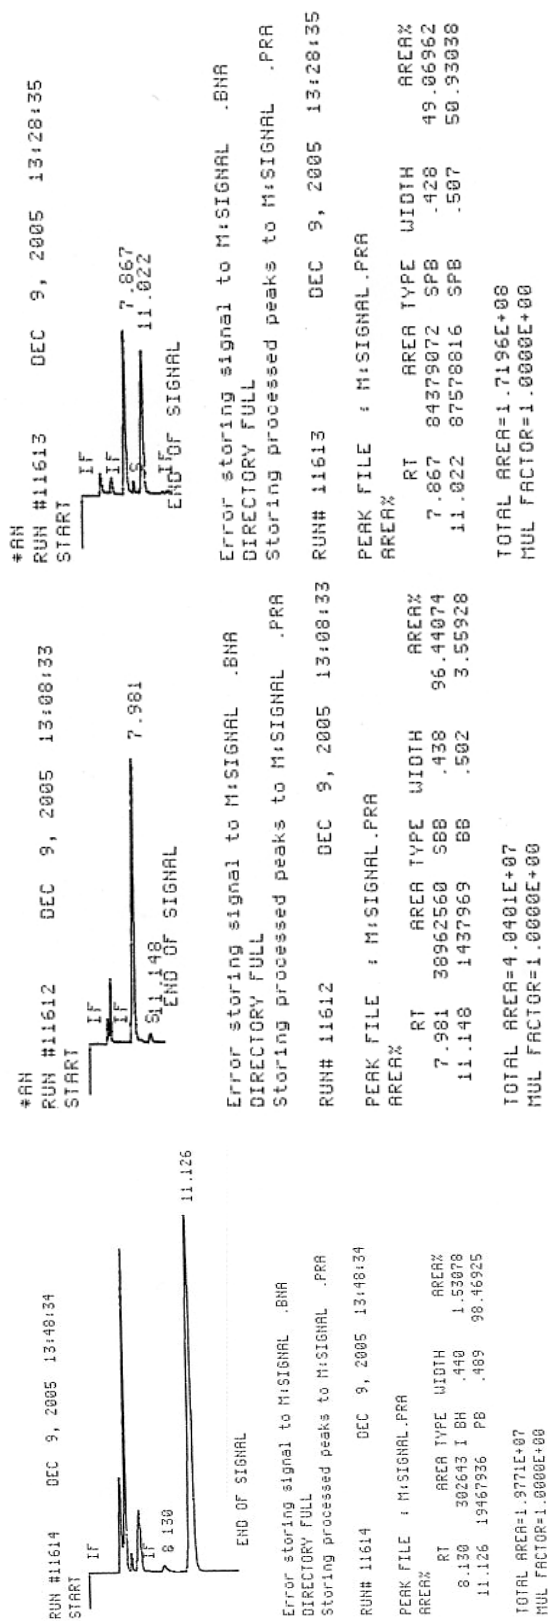 RUN #11614 DEC 9, 2005 13:48:34
START
IF
IF
8.130
11.126
END OF SIGNAL
Error storing signal to M:SIGNAL .BNA
DIRECTORY FULL
Storing processed peaks to M:SIGNAL .PRA
RUN# 11614 DEC 9, 2005 13:48:34
PEAK FILE : M:SIGNAL.PRA
AREA%
RT AREA TYPE WIDTH AREA%
8.130 302643 I BH .440 1.53078
11.126 19467936 PB .489 98.46925
TOTAL AREA=1.9771E+07
MUL FACTOR=1.0000E+00
*AN
RUN #11612 DEC 9, 2005 13:08:33
START
IF
IF
7.981
S11.148
END OF SIGNAL
Error storing signal to M:SIGNAL .BNA
DIRECTORY FULL
Storing processed peaks to M:SIGNAL .PRA
RUN# 11612 DEC 9, 2005 13:08:33
PEAK FILE : M:SIGNAL.PRA
AREA%
RT AREA TYPE WIDTH AREA%
7.981 38962560 SBB .438 96.44074
11.148 1437969 BB .502 3.55928
TOTAL AREA=4.0401E+07
MUL FACTOR=1.0000E+00
*AN
RUN #11613 DEC 9, 2005 13:28:35
START
IF
IF
7.867
S
11.022
IF
END OF SIGNAL
Error storing signal to M:SIGNAL .BNA
DIRECTORY FULL
Storing processed peaks to M:SIGNAL .PRA
RUN# 11613 DEC 9, 2005 13:28:35
PEAK FILE : M:SIGNAL.PRA
AREA%
RT AREA TYPE WIDTH AREA%
7.867 84379072 SPB .428 49.06962
11.022 87578816 SPB .507 50.93038
TOTAL AREA=1.7196E+08
MUL FACTOR=1.0000E+00